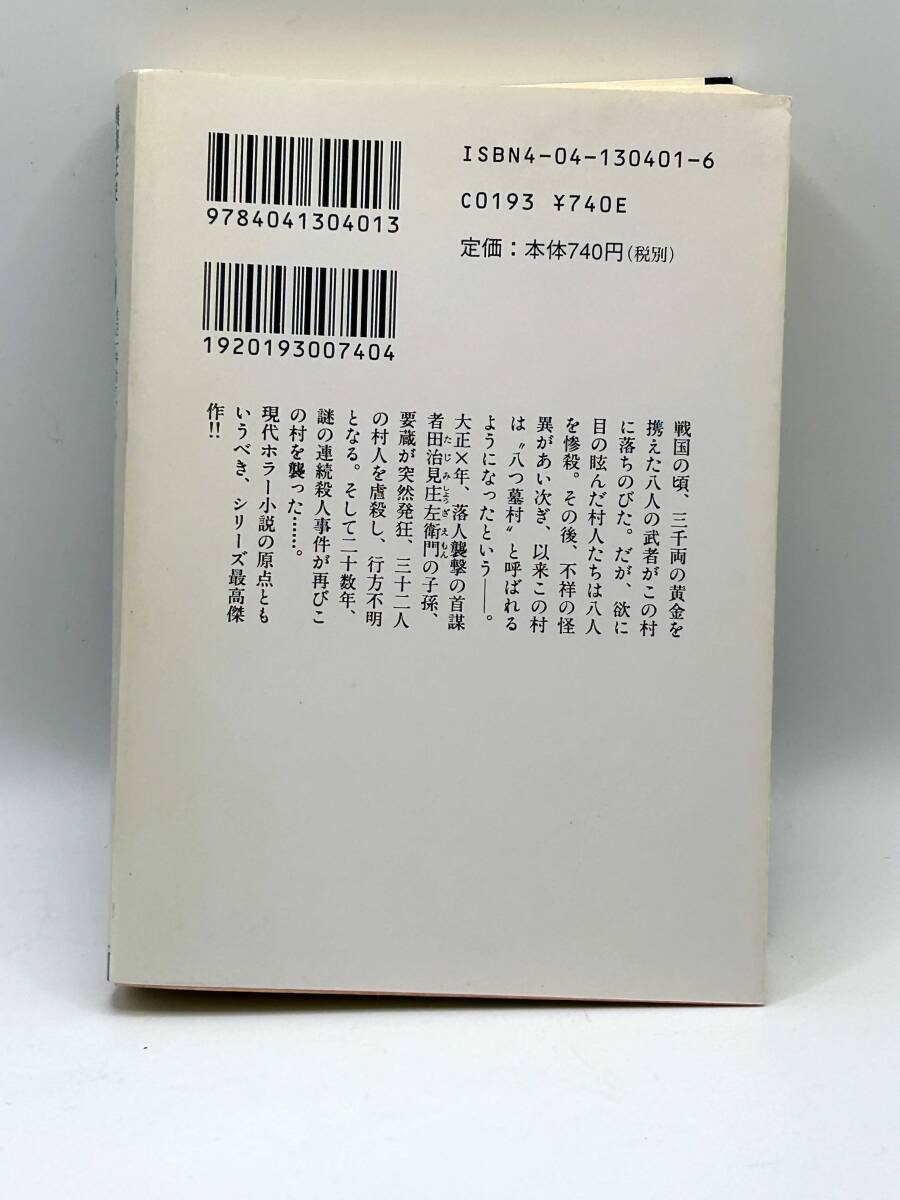 ISBN4-04-130401-6
C0193 ¥740E
定価：本体740円（税別）
9784041304013
1920193007404
戦国の頃、三千両の黄金を
携えた八人の武者がこの村
に落ちのびた。だが、欲に
目の眩んだ村人たちは八人
を惨殺。その後、不祥の怪
異があい次ぎ、以来この村
は〝八つ墓村〟と呼ばれる
ようになったという――。
大正×年、落人襲撃の首謀
者田治見庄左衛門の子孫、
要蔵が突然発狂、三十二人
の村人を虐殺し、行方不明
となる。そして二十数年、
謎の連続殺人事件が再びこ
の村を襲った……。
現代ホラー小説の原点とも
いうべき、シリーズ最高傑
作!!